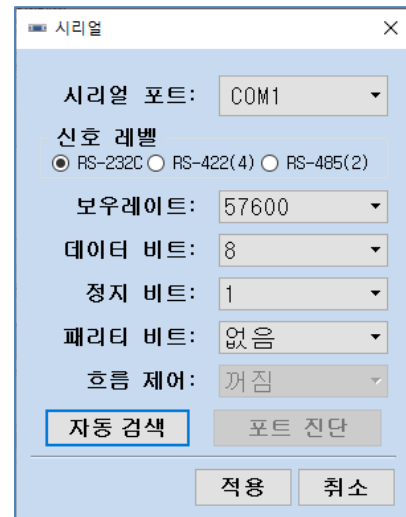 시리얼
시리얼 포트: COM1
신호 레벨
RS-232C RS-422(4) RS-485(2)
보우레이트: 57600
데이터 비트: 8
정지 비트: 1
패리티 비트: 없음
흐름 제어: 꺼짐
자동 검색 포트 진단
적용 취소